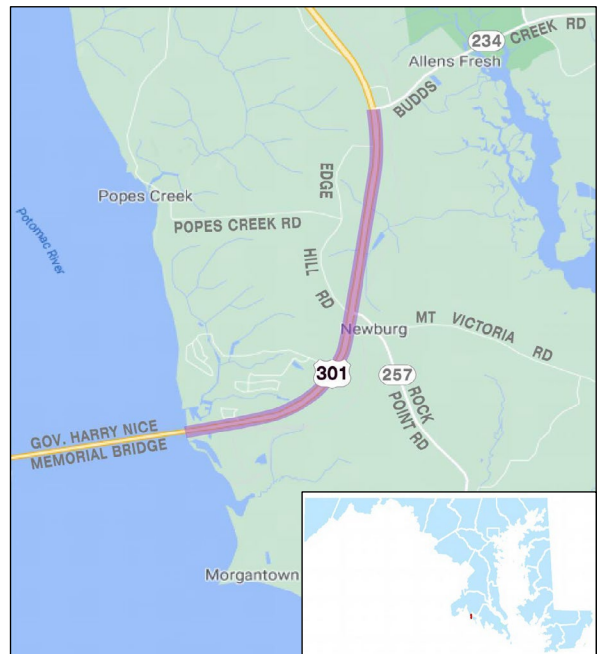 234
CREEK RD
Allens Fresh
BUDDS
EDGE
Popes Creek
POPES CREEK RD
Potomac River
HILL RD
MT VICTORIA RD
Newburg
301
257
ROCK
POINT RD
GOV. HARRY NICE
MEMORIAL BRIDGE
Morgantown